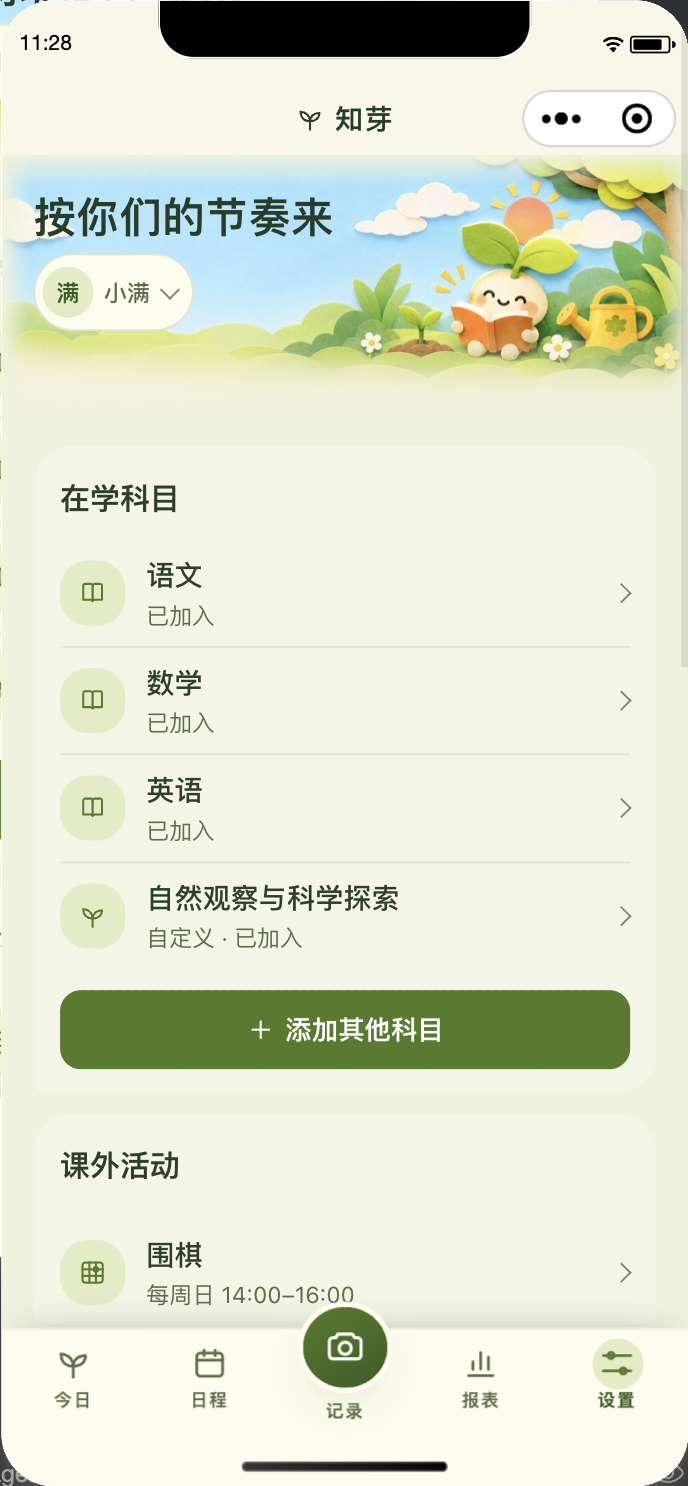 11:28
知芽
按你们的节奏来
满 小满
在学科目
语文
已加入
数学
已加入
英语
已加入
自然观察与科学探索
自定义 · 已加入
+ 添加其他科目
课外活动
围棋
每周日 14:00–16:00
今日 日程 记录 报表 设置